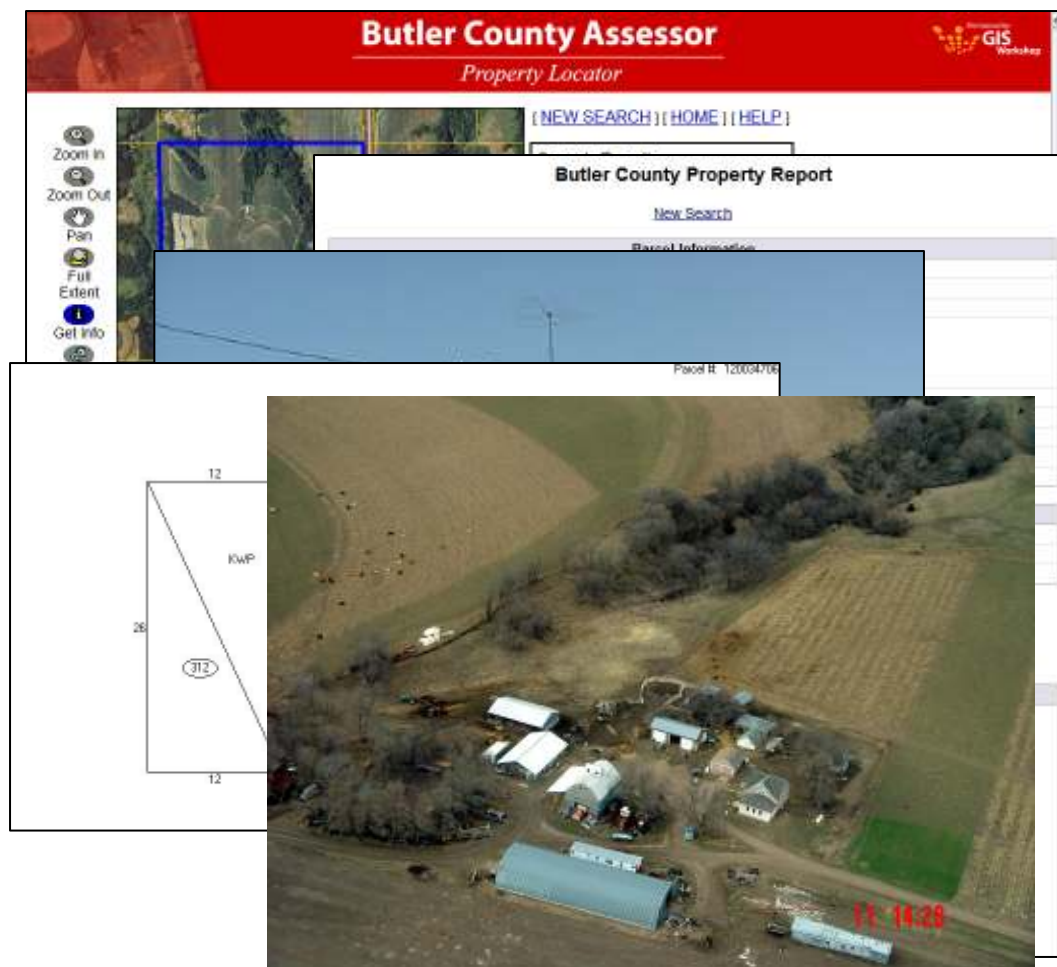 Butler County Assessor
Property Locator
GIS
Workshop
[ NEW SEARCH ] [ HOME ] [ HELP ]
Zoom In
Zoom Out
Pan
Full
Extent
Get Info
Butler County Property Report
New Search
Parcel Information
Parcel #: 120034706
12
KWP
26
312
12
11 14:28